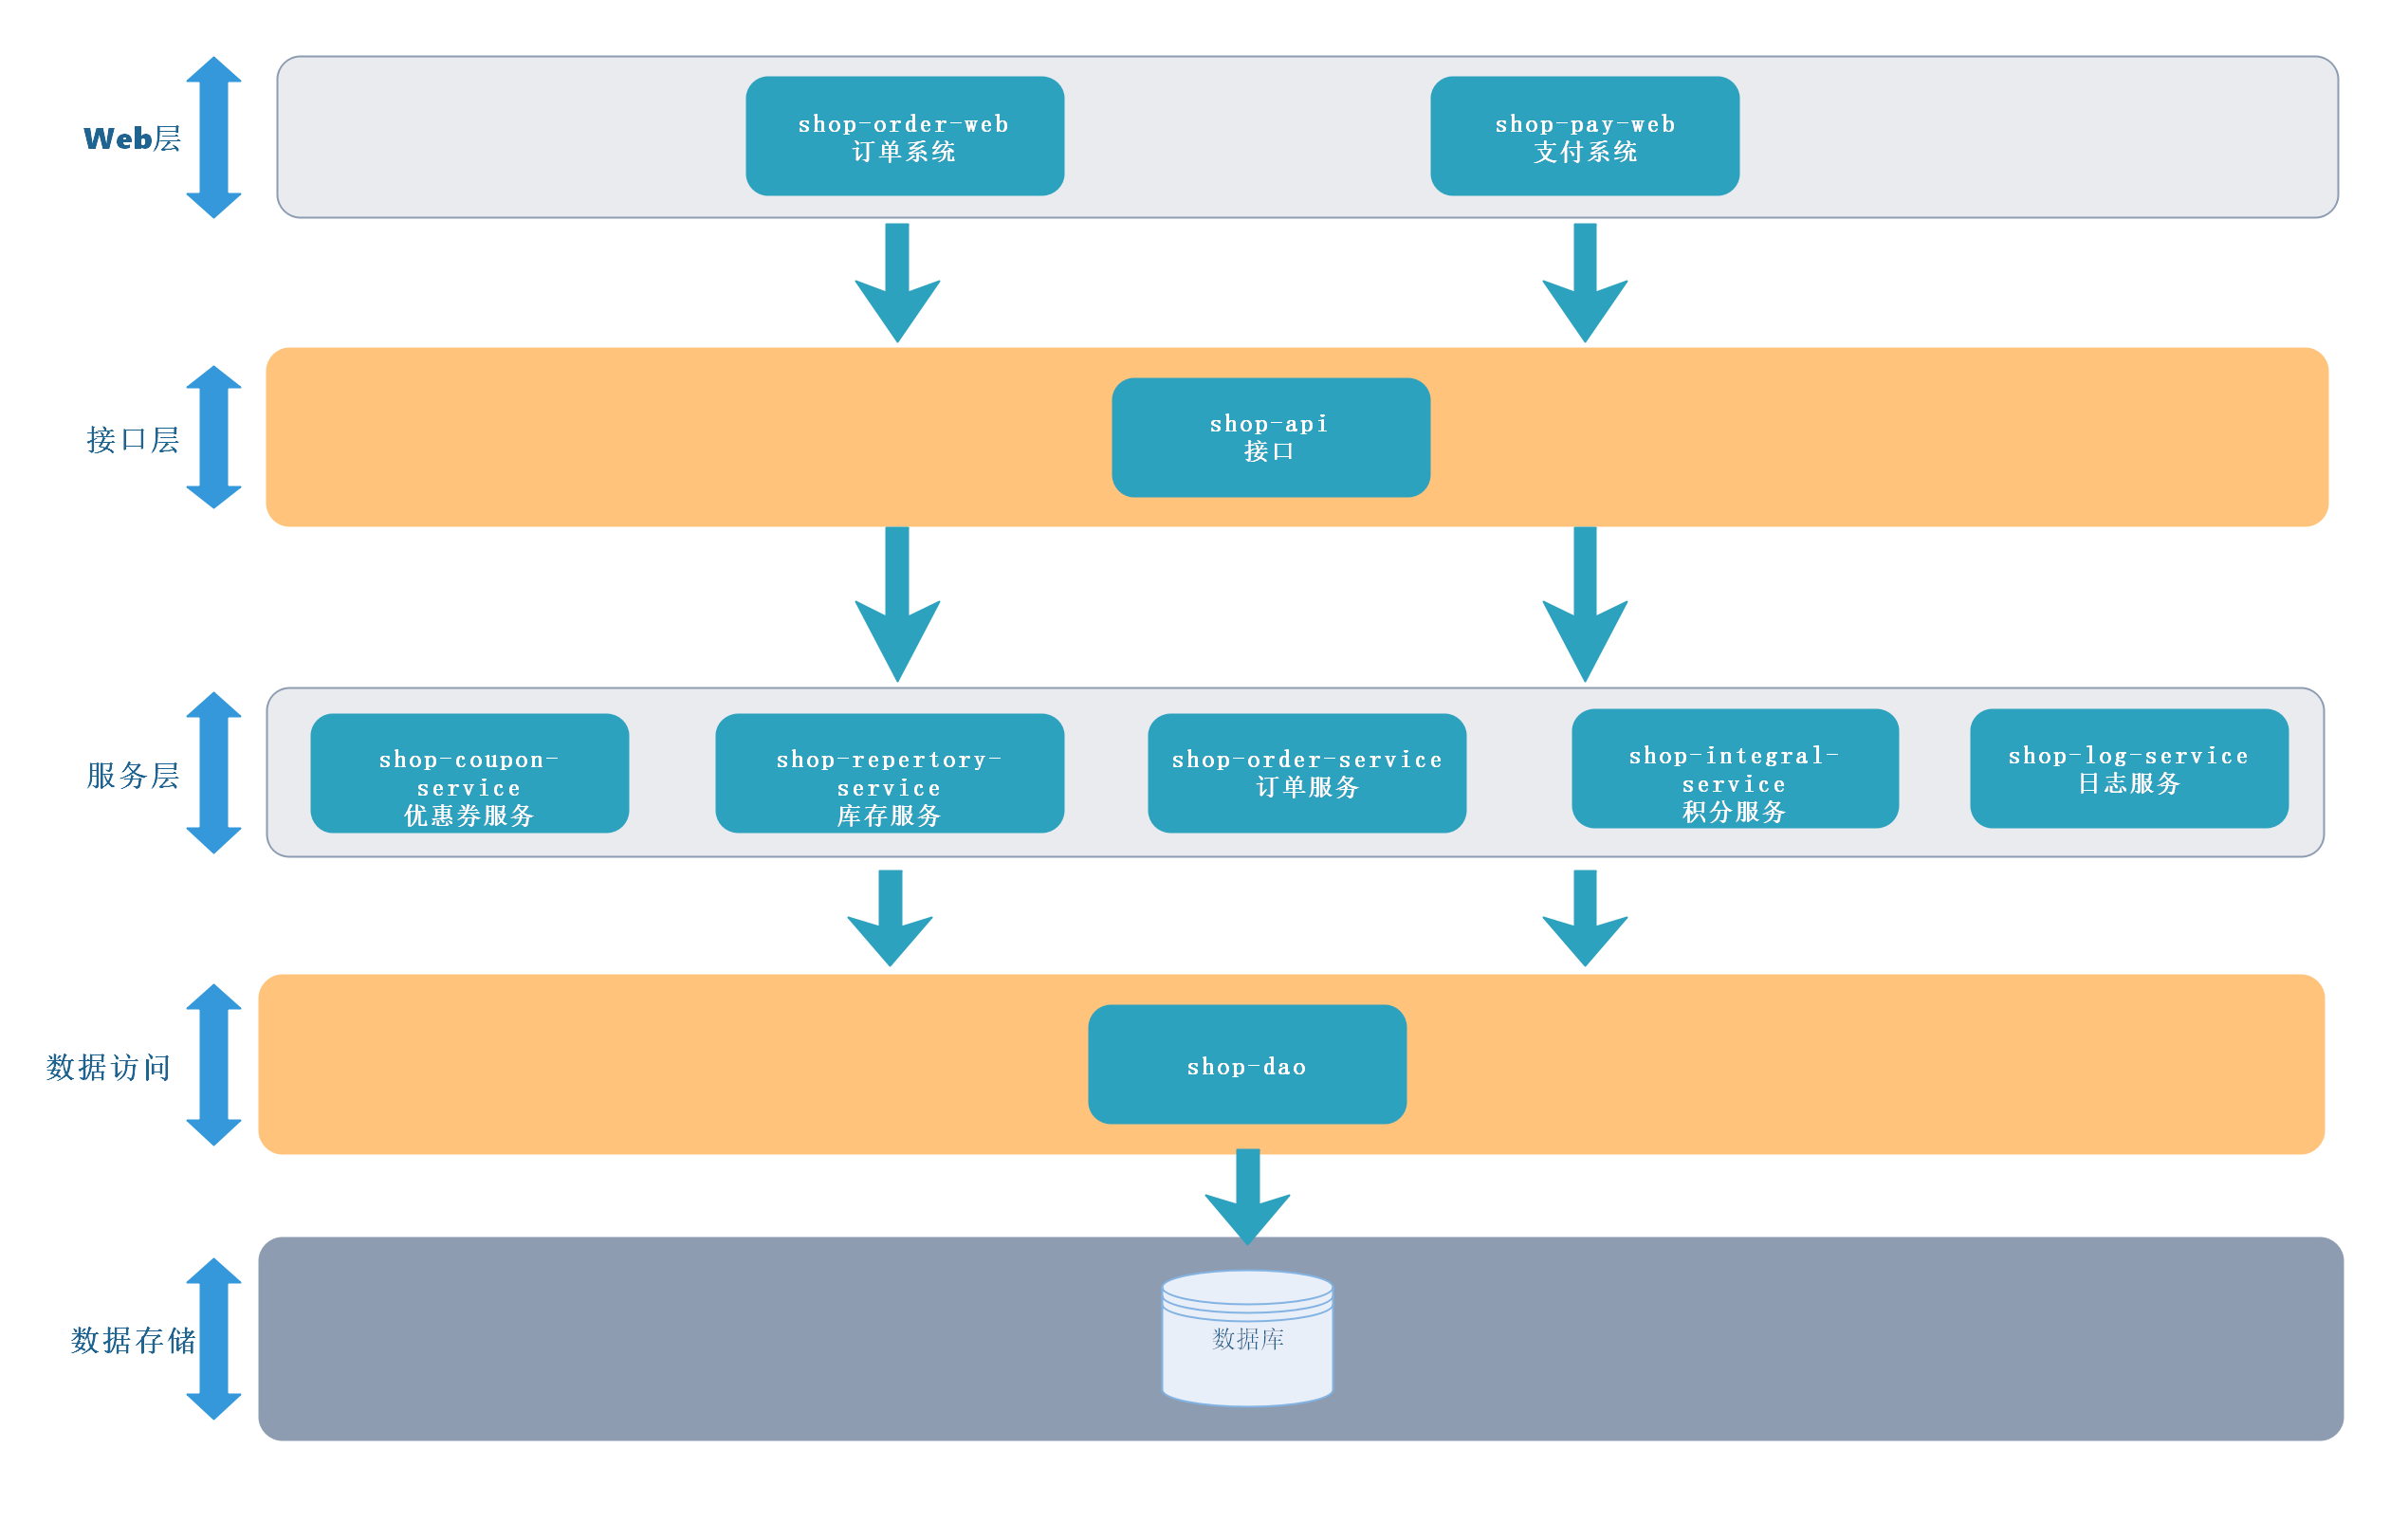 Web层
shop-order-web
订单系统
shop-pay-web
支付系统
接口层
shop-api
接口
服务层
shop-coupon-
service
优惠券服务
shop-repertory-
service
库存服务
shop-order-service
订单服务
shop-integral-
service
积分服务
shop-log-service
日志服务
数据访问
shop-dao
数据存储
数据库